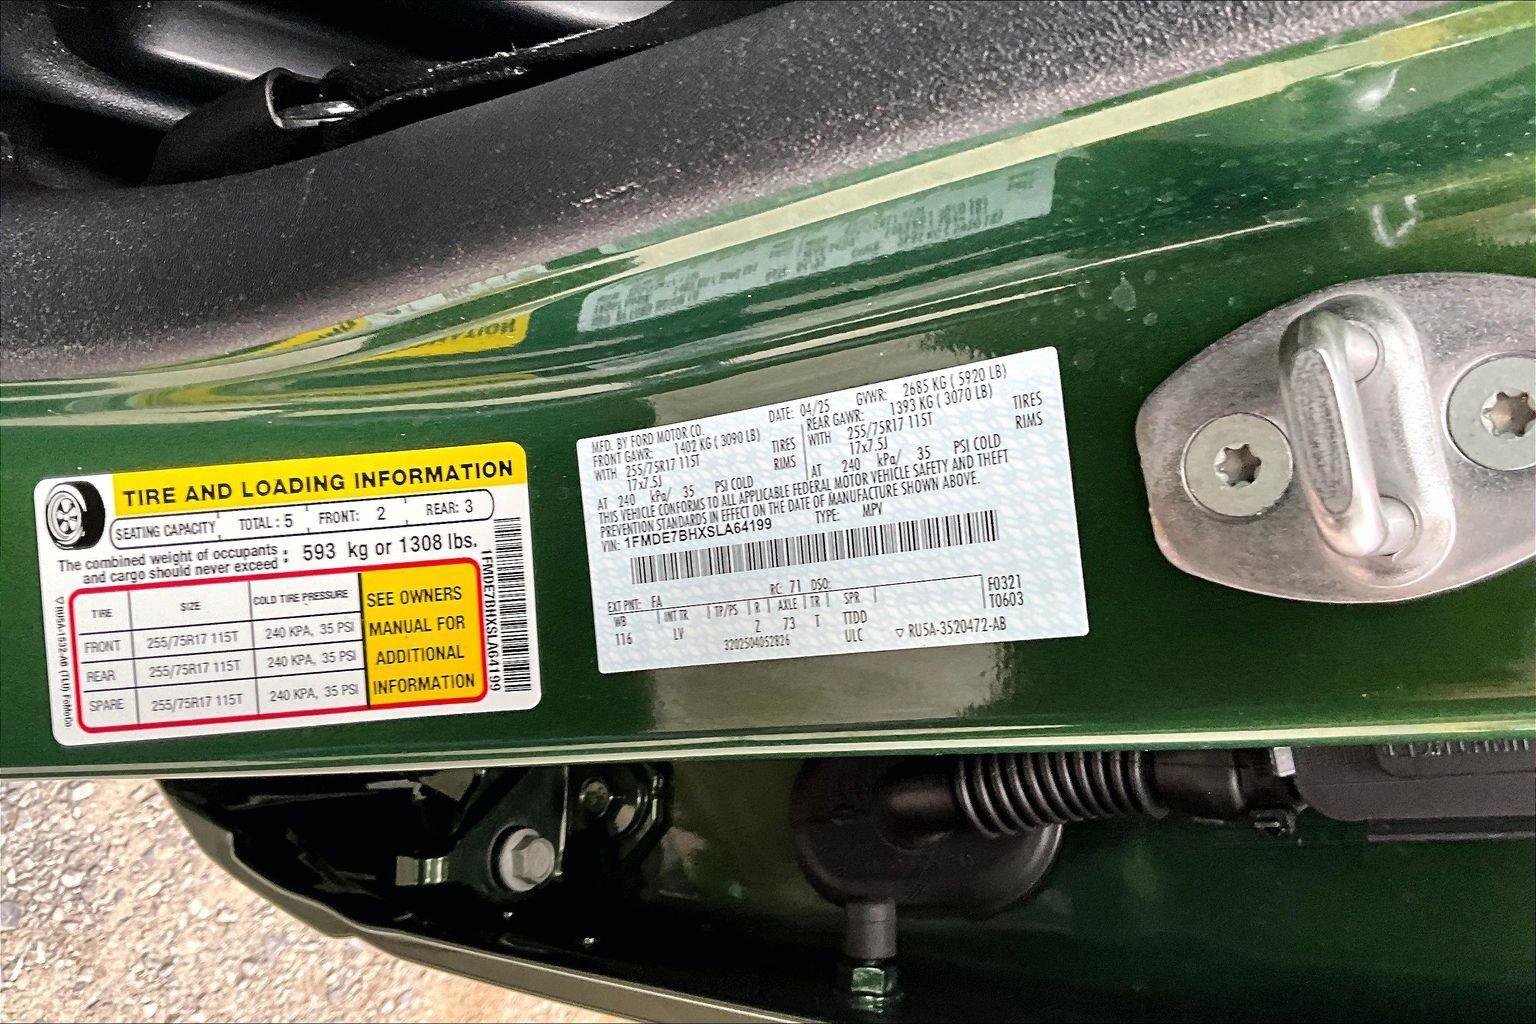 TIRE AND LOADING INFORMATION
SEATING CAPACITY TOTAL: 5 FRONT: 2 REAR: 3
The combined weight of occupants
and cargo should never exceed : 593 kg or 1308 lbs.
TIRE SIZE COLD TIRE PRESSURE
FRONT 255/75R17 115T 240 KPA, 35 PSI
REAR 255/75R17 115T 240 KPA, 35 PSI
SPARE 255/75R17 115T 240 KPA, 35 PSI
SEE OWNERS
MANUAL FOR
ADDITIONAL
INFORMATION
1FMDE7BHXSLA64199
MFD. BY FORD MOTOR CO. DATE: 04/25 GVWR: 2685 KG ( 5920 LB)
FRONT GAWR: 1402 KG ( 3090 LB) REAR GAWR: 1393 KG ( 3070 LB)
WITH 255/75R17 115T TIRES WITH 255/75R17 115T TIRES
17x7.5J RIMS 17x7.5J RIMS
AT 240 kPa/ 35 PSI COLD AT 240 kPa/ 35 PSI COLD
THIS VEHICLE CONFORMS TO ALL APPLICABLE FEDERAL MOTOR VEHICLE SAFETY AND THEFT
PREVENTION STANDARDS IN EFFECT ON THE DATE OF MANUFACTURE SHOWN ABOVE.
VIN: 1FMDE7BHXSLA64199 TYPE: MPV
EXT PNT: FA RC: 71 DSO: F0321
WB INT TR TP/PS R AXLE TR SPR T0603
116 LV Z 73 T TTDD
3202504052826 ULC ▽ RU5A-3520472-AB